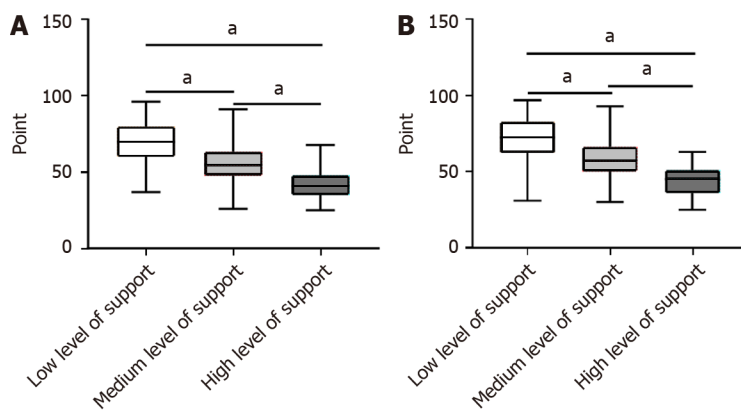 A
150
100
50
0
Point
a
a
a
Low level of support
Medium level of support
High level of support
B
150
100
50
0
Point
a
a
a
Low level of support
Medium level of support
High level of support